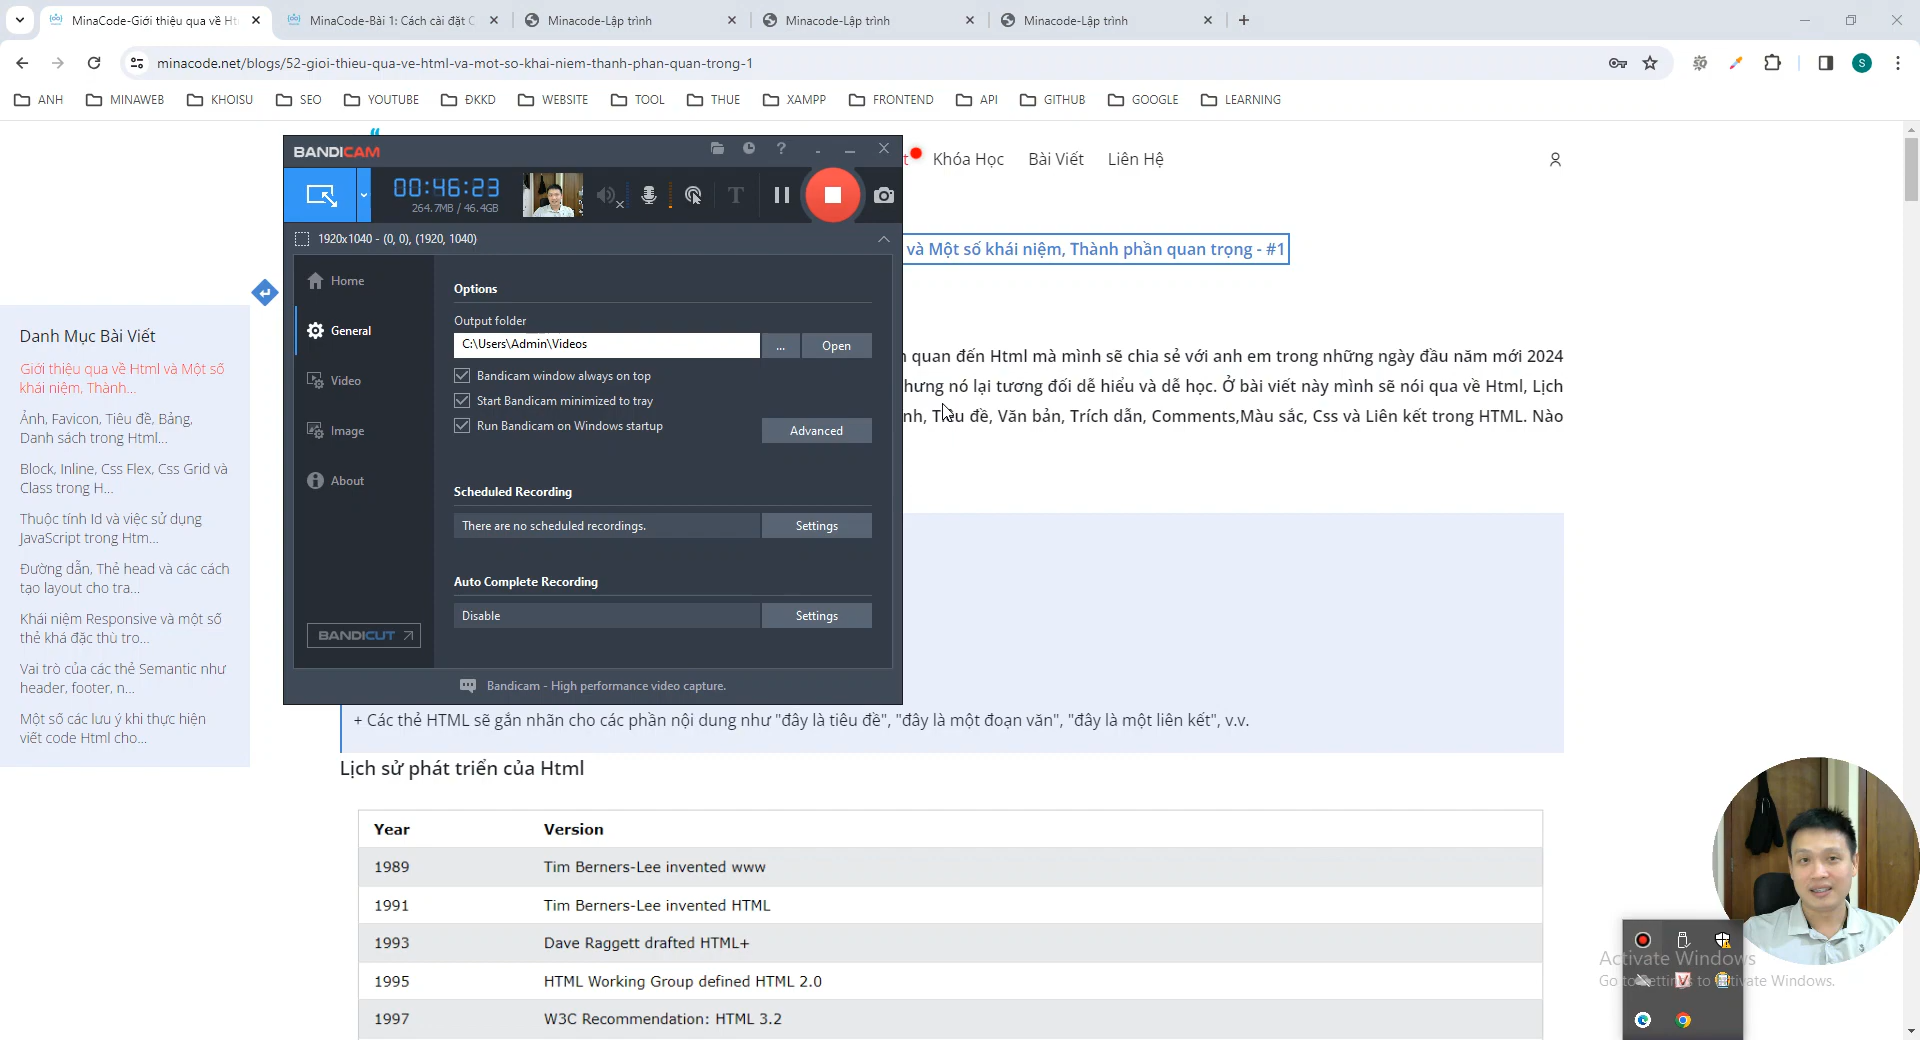 MinaCode-Giới thiệu qua về Ht
MinaCode-Bài 1: Cách cài đặt C
Minacode-Lập trình
Minacode-Lập trình
Minacode-Lập trình
minacode.net/blogs/52-gioi-thieu-qua-ve-html-va-mot-so-khai-niem-thanh-phan-quan-trong-1
S
ANH MINAWEB KHOISU SEO YOUTUBE ĐKKD WEBSITE TOOL THUE XAMPP FRONTEND API GITHUB GOOGLE LEARNING
BANDICAM
t Khóa Học Bài Viết Liên Hệ
00:46:23
264.7MB / 46.4GB
T
1920x1040 - (0, 0), (1920, 1040)
và Một số khái niệm, Thành phần quan trọng - #1
Home
General
Video
Image
About
BANDICUT
Options
Output folder
C:\Users\Admin\Videos
...
Open
Bandicam window always on top
Start Bandicam minimized to tray
Run Bandicam on Windows startup
Advanced
Scheduled Recording
There are no scheduled recordings.
Settings
Auto Complete Recording
Disable
Settings
Bandicam - High performance video capture.
Danh Mục Bài Viết
Giới thiệu qua về Html và Một số
khái niệm, Thành...
Ảnh, Favicon, Tiêu đề, Bảng,
Danh sách trong Html...
Block, Inline, Css Flex, Css Grid và
Class trong H...
Thuộc tính Id và việc sử dụng
JavaScript trong Htm...
Đường dẫn, Thẻ head và các cách
tạo layout cho tra...
Khái niệm Responsive và một số
thẻ khá đặc thù tro...
Vai trò của các thẻ Semantic như
header, footer, n...
Một số các lưu ý khi thực hiện
viết code Html cho...
quan đến Html mà mình sẽ chia sẻ với anh em trong những ngày đầu năm mới 2024
hưng nó lại tương đối dễ hiểu và dễ học. Ở bài viết này mình sẽ nói qua về Html, Lịch
nh, Tiêu đề, Văn bản, Trích dẫn, Comments,Màu sắc, Css và Liên kết trong HTML. Nào
+ Các thẻ HTML sẽ gắn nhãn cho các phần nội dung như "đây là tiêu đề", "đây là một đoạn văn", "đây là một liên kết", v.v.
Lịch sử phát triển của Html
Year Version
1989 Tim Berners-Lee invented www
1991 Tim Berners-Lee invented HTML
1993 Dave Raggett drafted HTML+
1995 HTML Working Group defined HTML 2.0
1997 W3C Recommendation: HTML 3.2
Activate Windows
Go to Settings to Activate Windows.